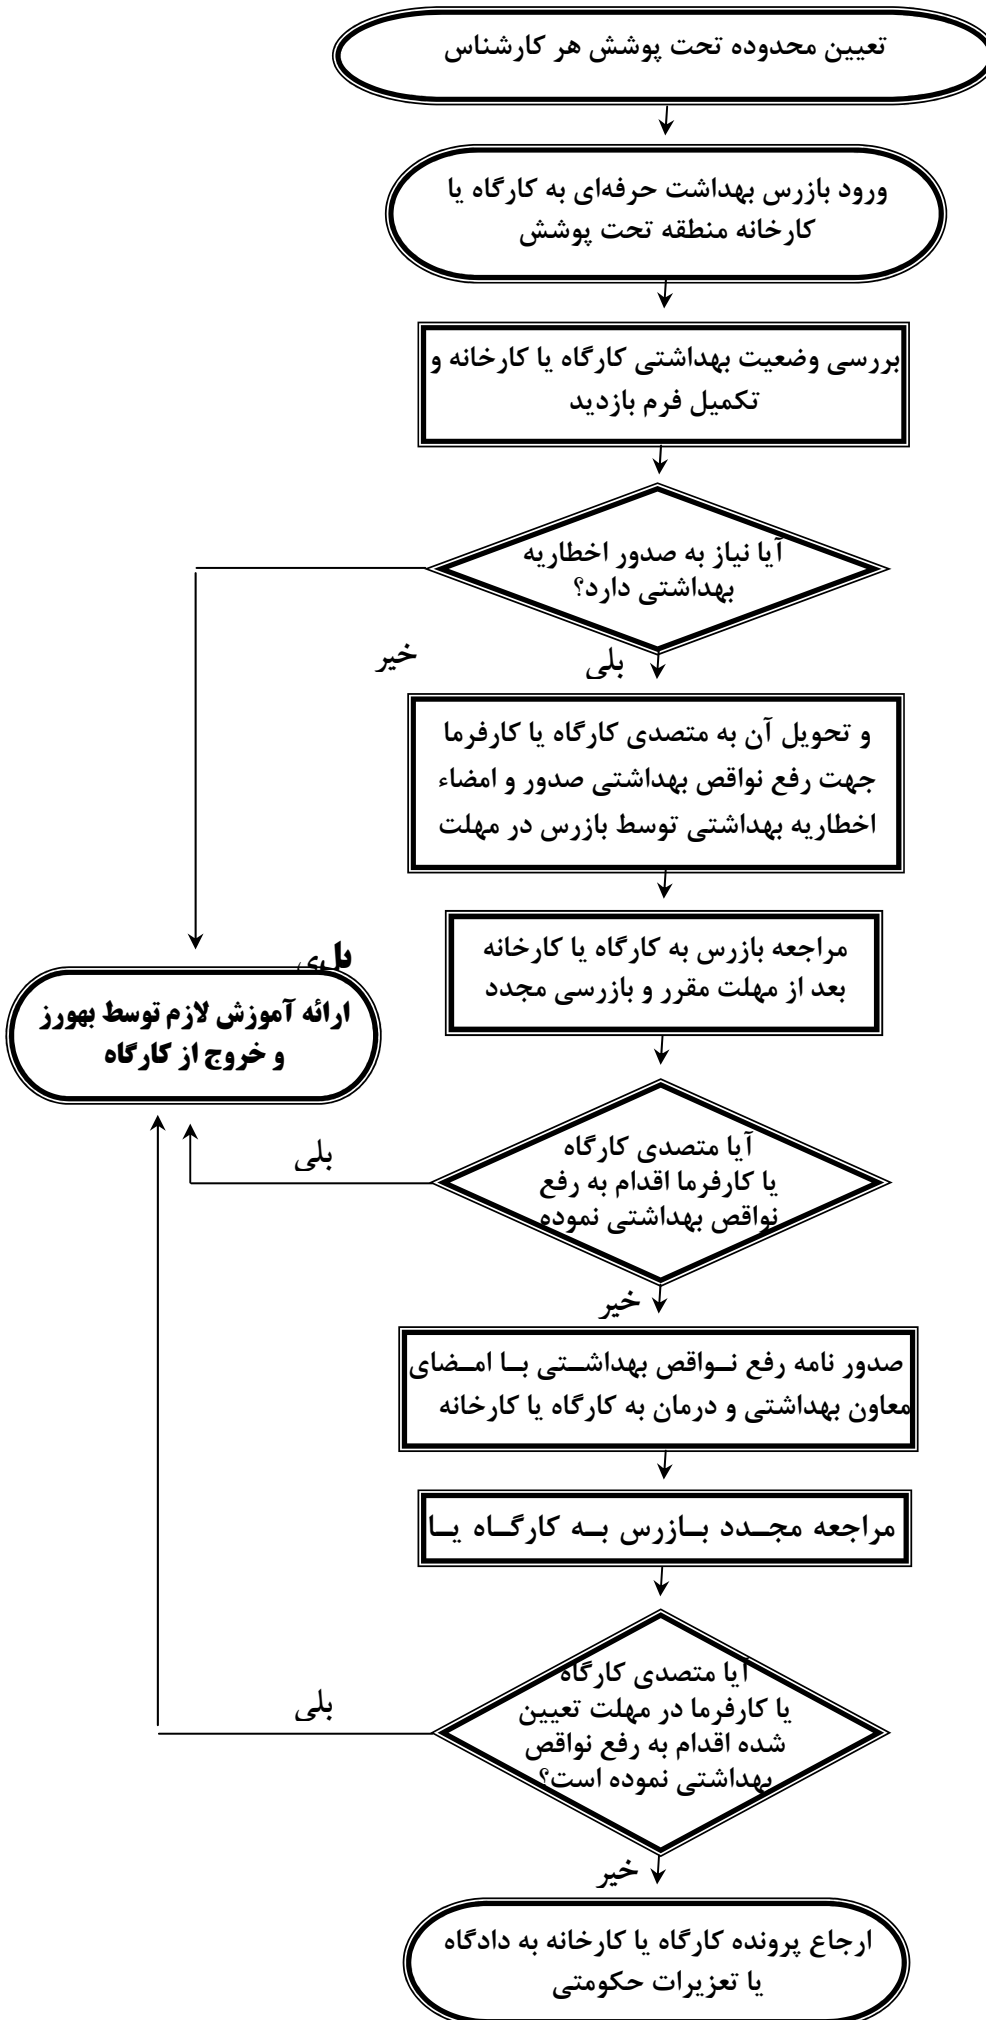 تعیین محدوده تحت پوشش هر کارشناس
ورود بازرس بهداشت حرفه‌ای به کارگاه یا
کارخانه منطقه تحت پوشش
بررسی وضعیت بهداشتی کارگاه یا کارخانه و
تکمیل فرم بازدید
آیا نیاز به صدور اخطاریه
بهداشتی دارد؟
خیر
بلی
و تحویل آن به متصدی کارگاه یا کارفرما
جهت رفع نواقص بهداشتی صدور و امضاء
اخطاریه بهداشتی توسط بازرس در مهلت
مراجعه بازرس به کارگاه یا کارخانه
بعد از مهلت مقرر و بازرسی مجدد
بلی
ارائه آموزش لازم توسط بهورز
و خروج از کارگاه
آیا متصدی کارگاه
یا کارفرما اقدام به رفع
نواقص بهداشتی نموده
بلی
خیر
صدور نامه رفع نـواقص بهداشـتی بـا امـضای
معاون بهداشتی و درمان به کارگاه یا کارخانه
مراجعه مجـدد بـازرس بـه کارگـاه یـا
آیا متصدی کارگاه
یا کارفرما در مهلت تعیین
شده اقدام به رفع نواقص
بهداشتی نموده است؟
بلی
خیر
ارجاع پرونده کارگاه یا کارخانه به دادگاه
یا تعزیرات حکومتی